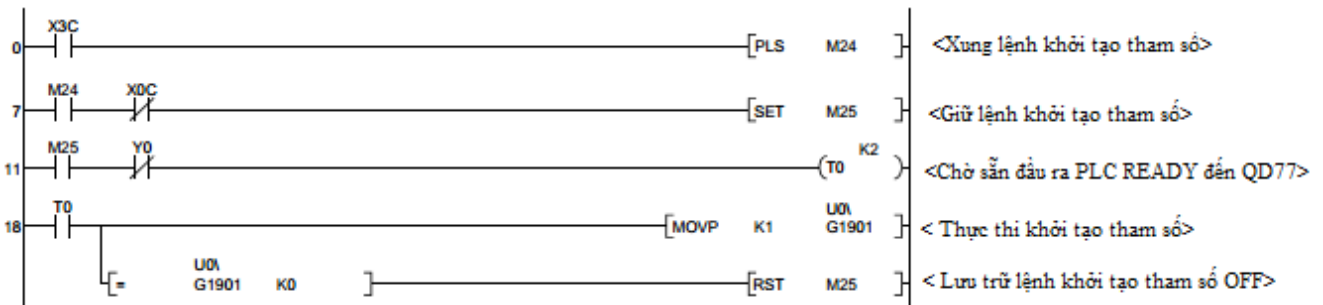 X3C
0 PLS M24 <Xung lệnh khởi tạo tham số>
M24 X0C
7 SET M25 <Giữ lệnh khởi tạo tham số>
M25 Y0 K2
11 T0 <Chờ sẵn đầu ra PLC READY đến QD77>
T0 U0\
18 MOVP K1 G1901 < Thực thi khởi tạo tham số>
U0\
= G1901 K0 RST M25 < Lưu trữ lệnh khởi tạo tham số OFF>